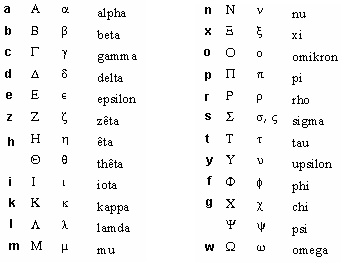 a Α α alpha
b Β β beta
c Γ γ gamma
d Δ δ delta
e Ε ϵ epsilon
z Ζ ζ zêta
h Η η êta
Θ θ thêta
i Ι ι iota
k Κ κ kappa
l Λ λ lamda
m Μ μ mu
n Ν ν nu
x Ξ ξ xi
o Ο ο omikron
p Π π pi
r Ρ ρ rho
s Σ σ, ς sigma
t Τ τ tau
y Υ υ upsilon
f Φ ϕ phi
g Χ χ chi
Ψ ψ psi
w Ω ω omega